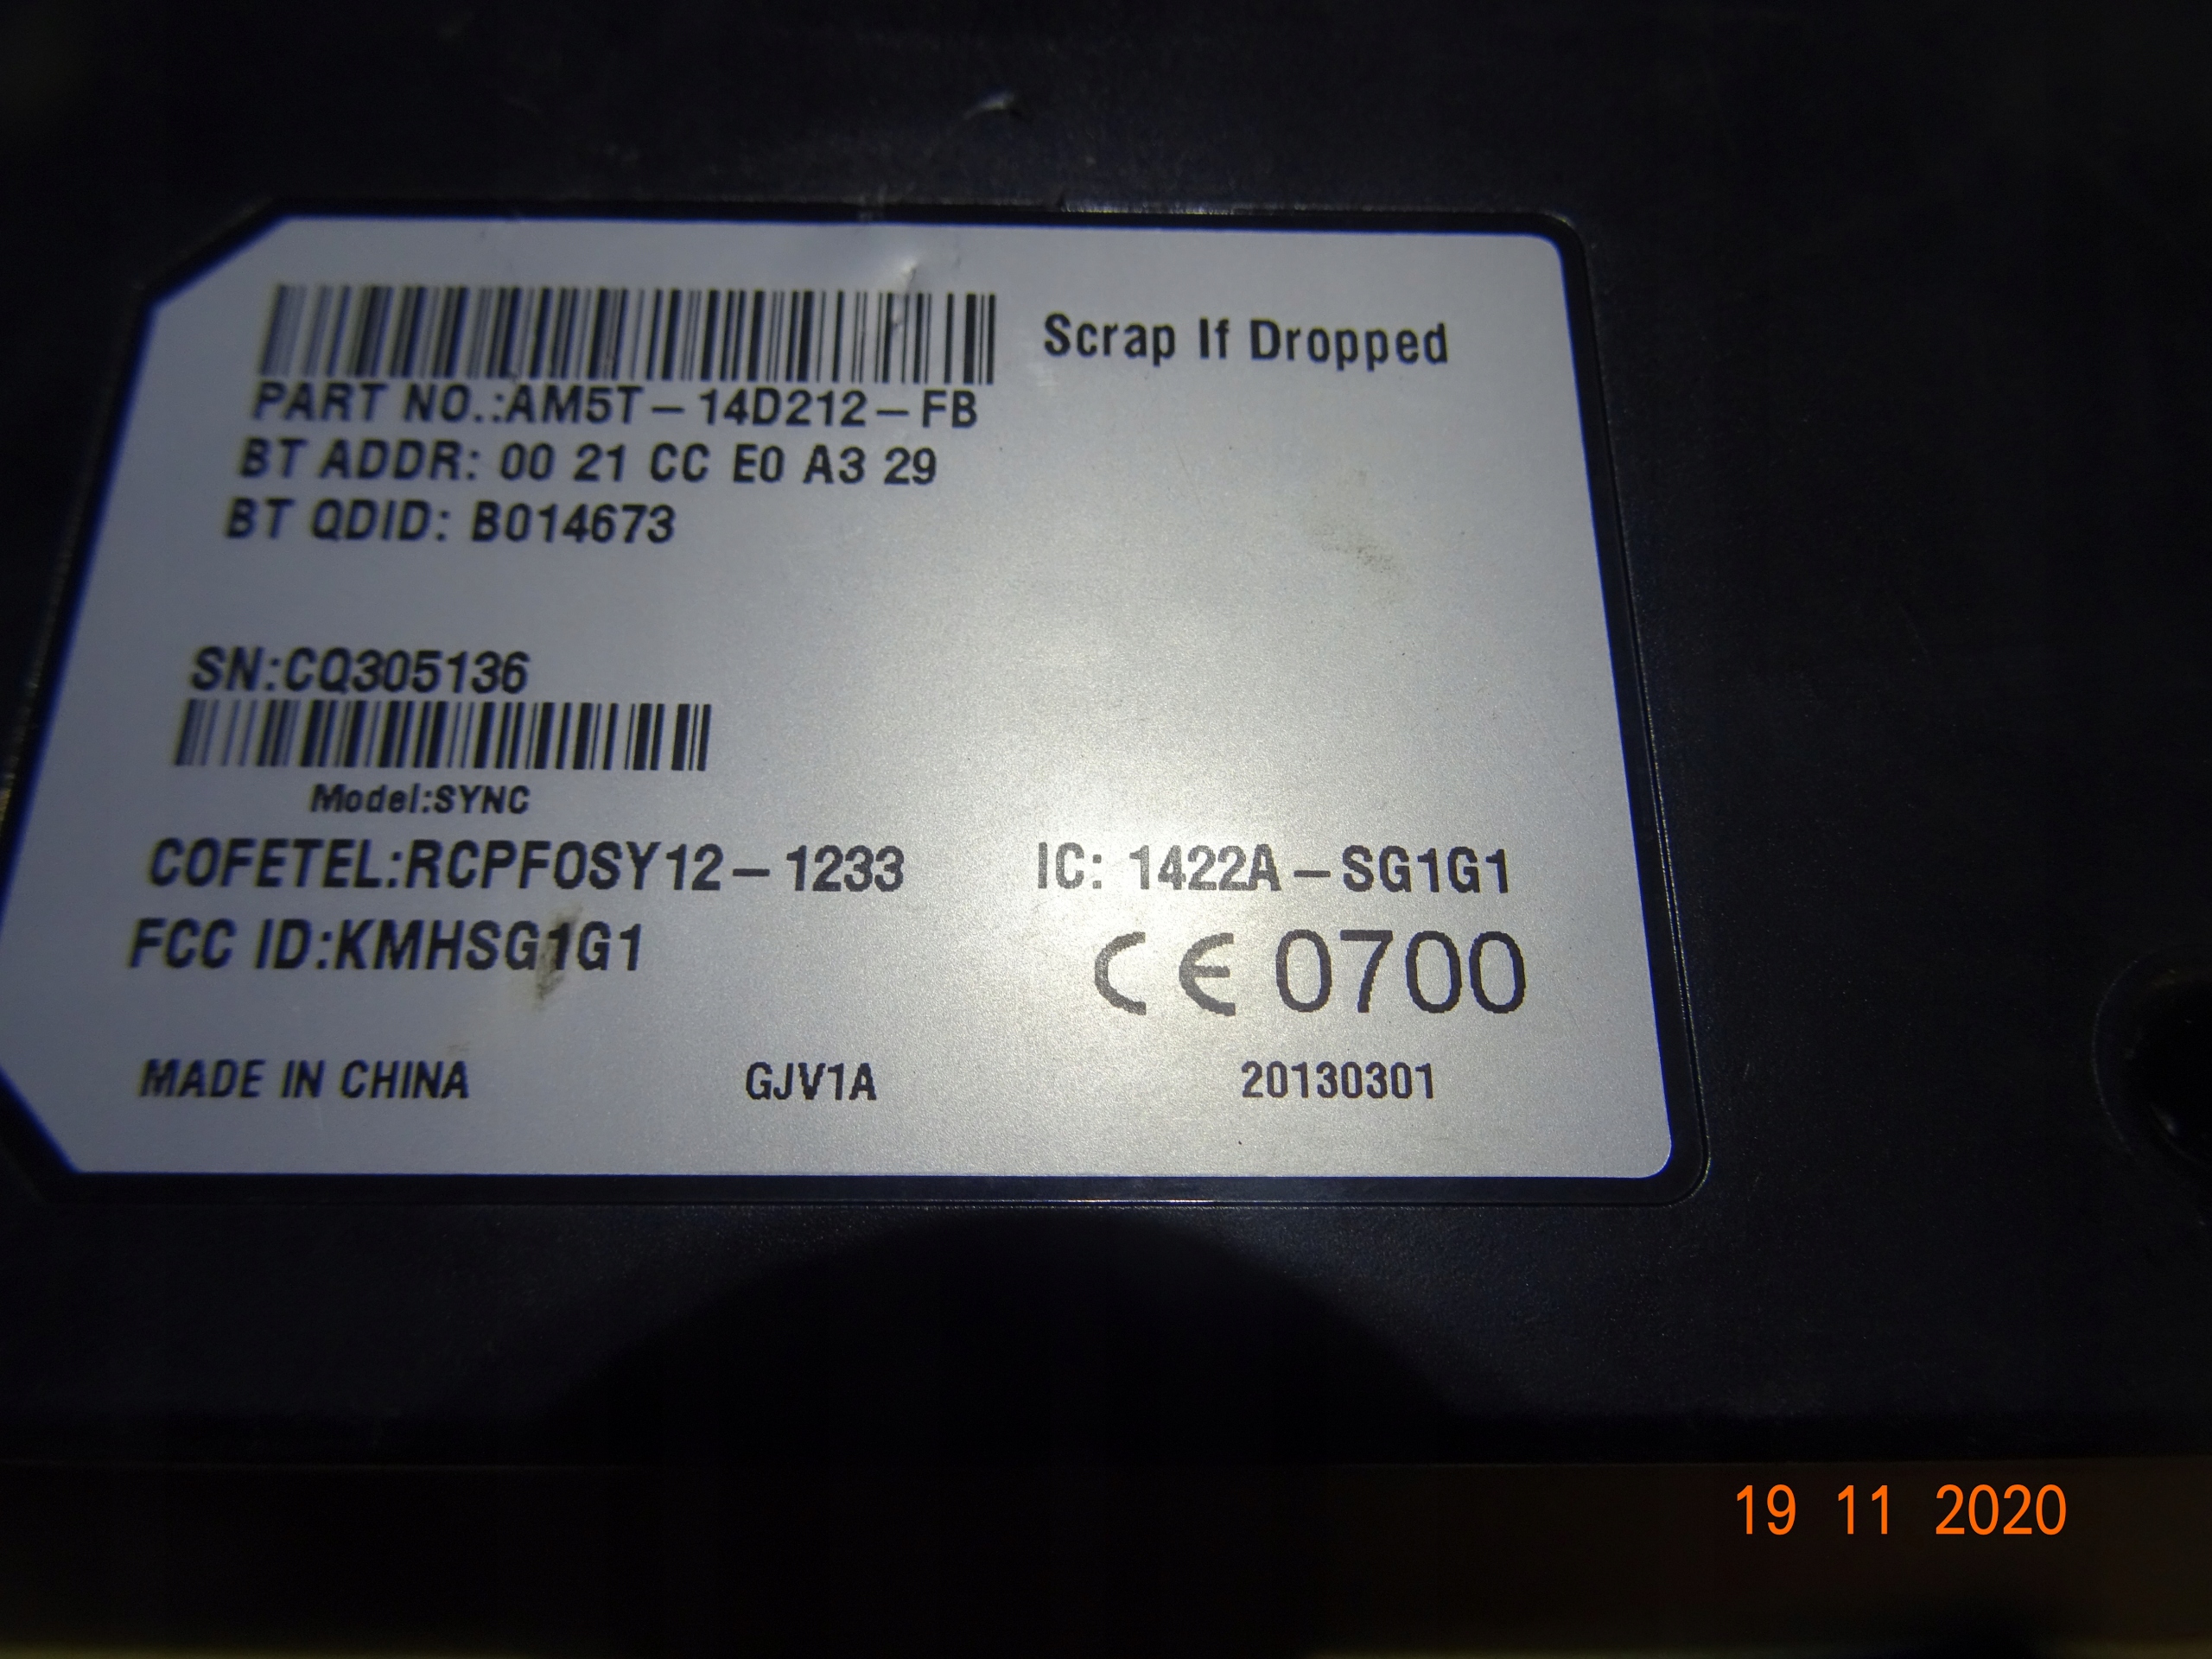 Scrap If Dropped
PART NO.:AM5T-14D212-FB
BT ADDR: 00 21 CC E0 A3 29
BT QDID: B014673
SN:CQ305136
Model:SYNC
COFETEL:RCPFOSY12-1233 IC: 1422A-SG1G1
FCC ID:KMHSG1G1 CE 0700
MADE IN CHINA GJV1A 20130301
19 11 2020